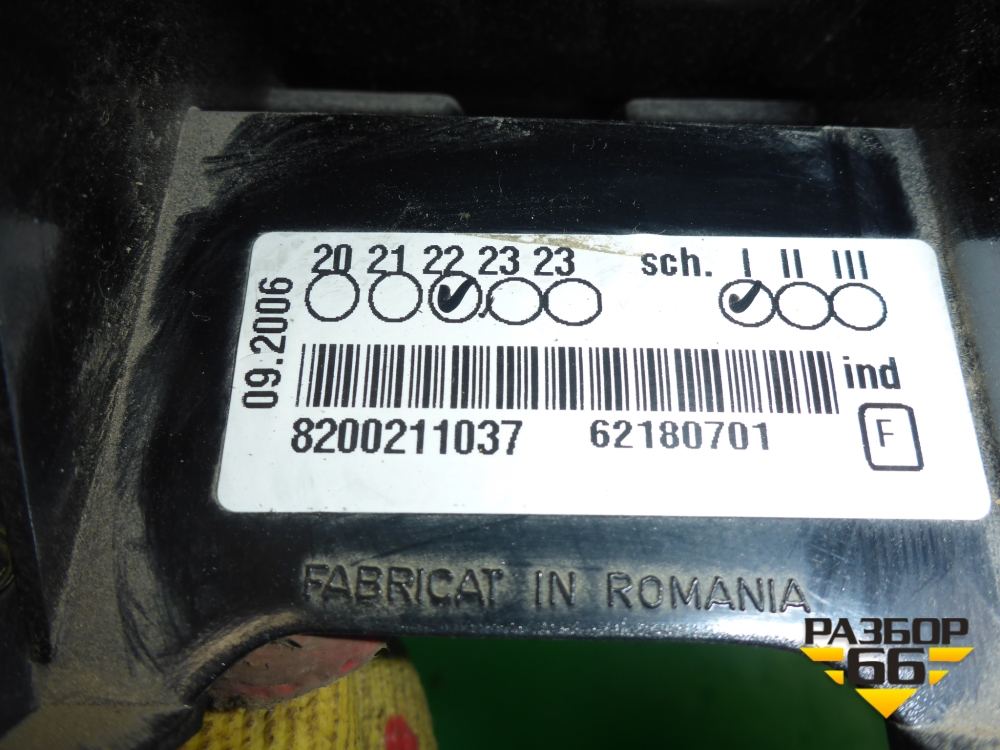 20 21 22 23 23 sch. I II III
09.2006
ind
8200211037 62180701
F
FABRICAT IN ROMANIA
РАЗБОР
66